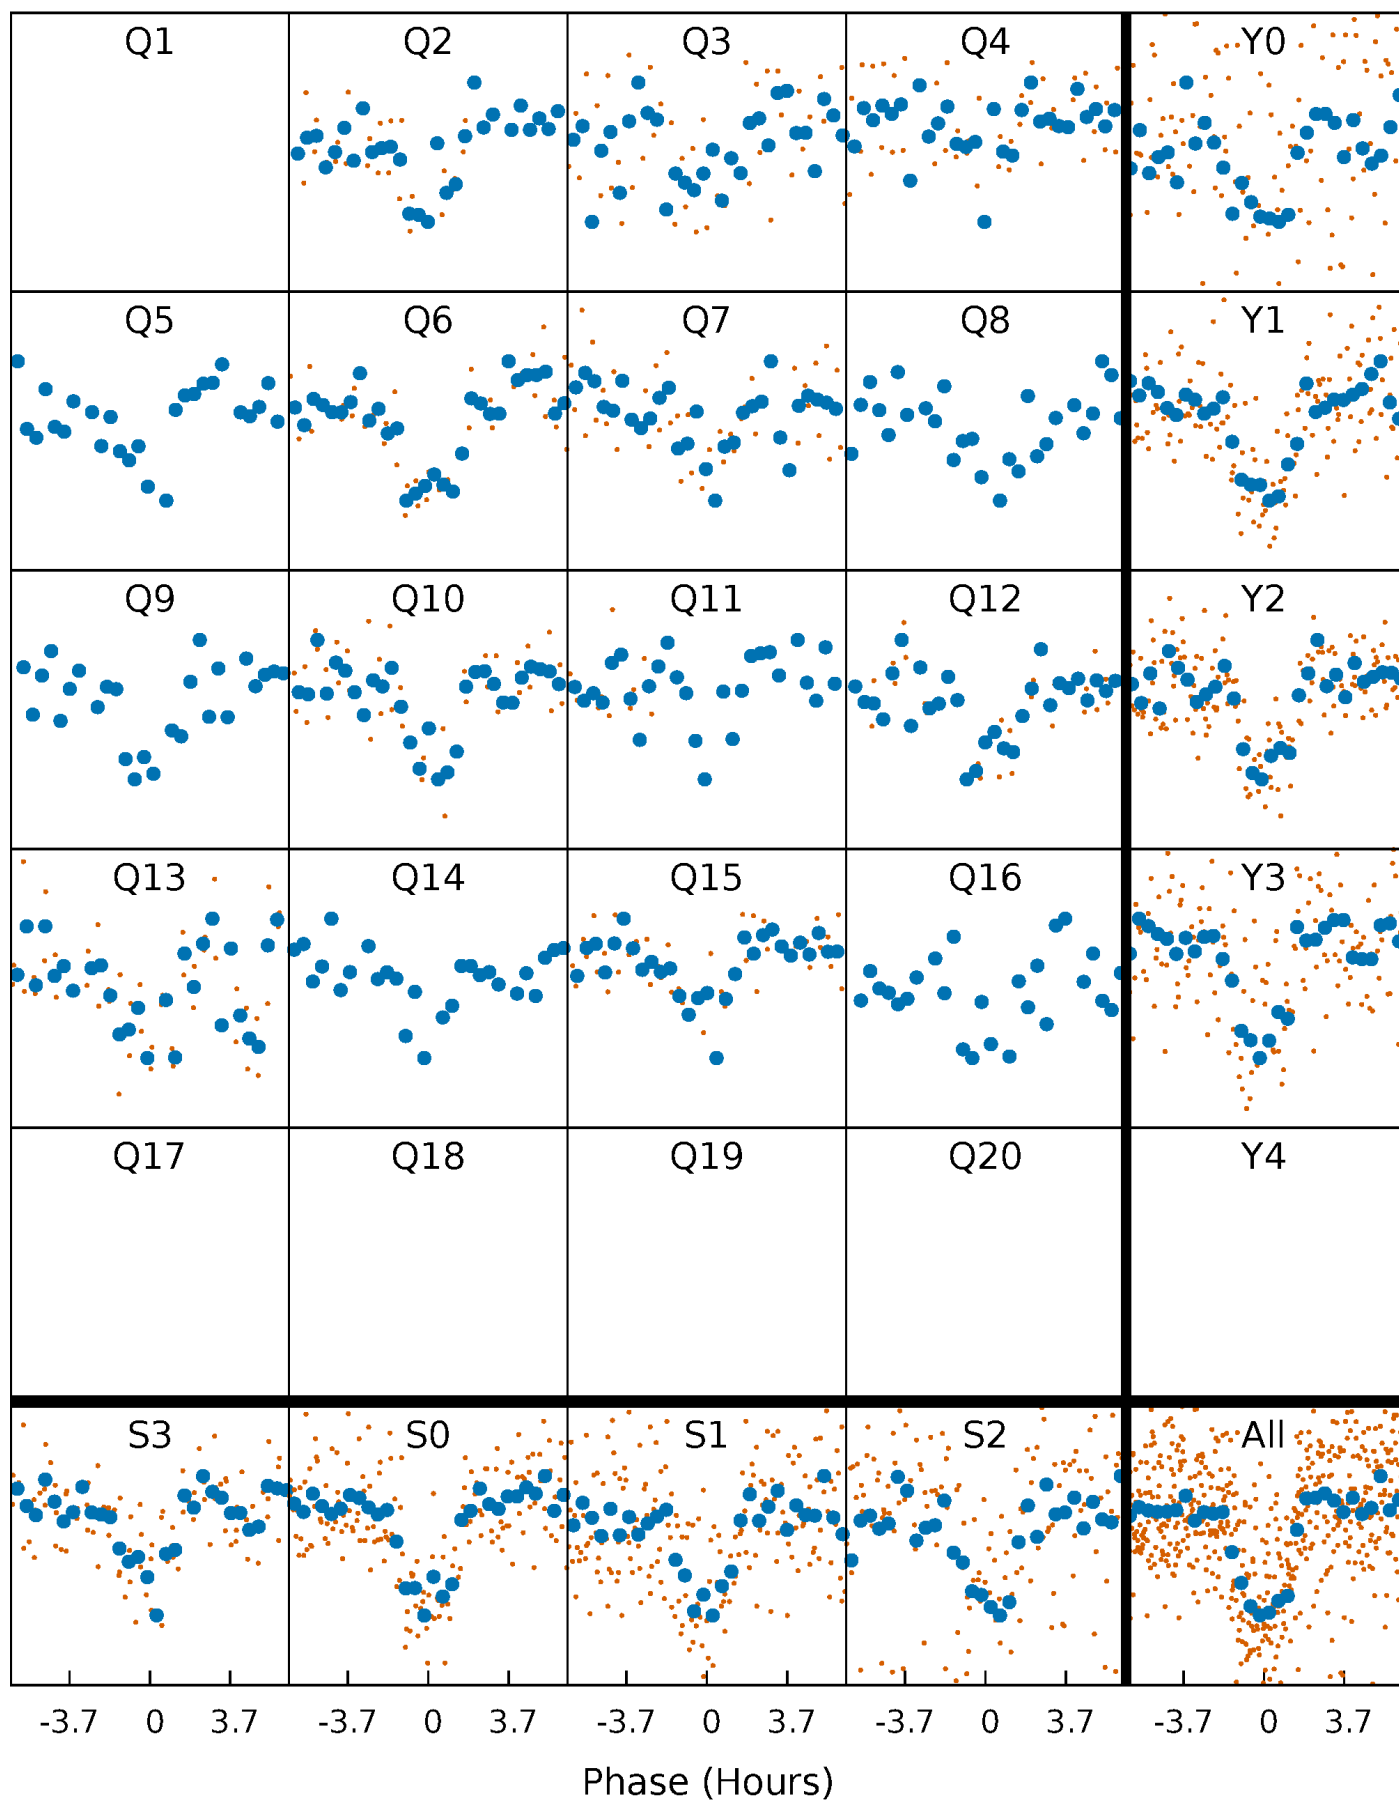 Q1 Q2 Q3 Q4 Y0
Q5 Q6 Q7 Q8 Y1
Q9 Q10 Q11 Q12 Y2
Q13 Q14 Q15 Q16 Y3
Q17 Q18 Q19 Q20 Y4
S3 S0 S1 S2 All
-3.7 0 3.7 -3.7 0 3.7 -3.7 0 3.7 -3.7 0 3.7 -3.7 0 3.7
Phase (Hours)